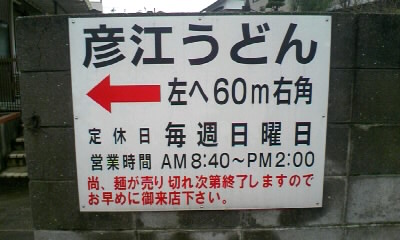 彦江うどん
左へ60m右角
定休日 毎週日曜日
営業時間 AM8:40～PM2:00
尚、麺が売り切れ次第終了しますので
お早めに御来店下さい。